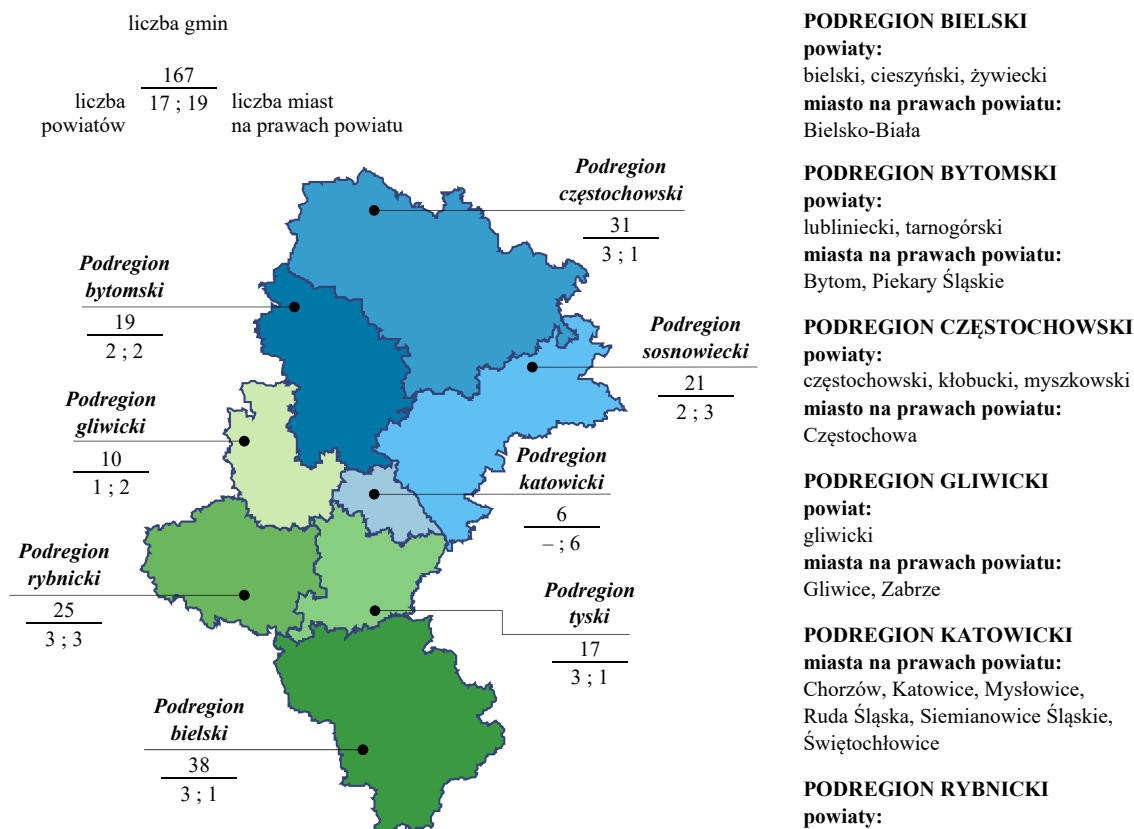 liczba gmin
167
17 ; 19
liczba
powiatów
liczba miast
na prawach powiatu
Podregion
częstochowski
31
3 ; 1
Podregion
bytomski
19
2 ; 2
Podregion
sosnowiecki
21
2 ; 3
Podregion
gliwicki
10
1 ; 2
Podregion
katowicki
6
– ; 6
Podregion
rybnicki
25
3 ; 3
Podregion
tyski
17
3 ; 1
Podregion
bielski
38
3 ; 1
PODREGION BIELSKI
powiaty:
bielski, cieszyński, żywiecki
miasto na prawach powiatu:
Bielsko-Biała
PODREGION BYTOMSKI
powiaty:
lubliniecki, tarnogórski
miasta na prawach powiatu:
Bytom, Piekary Śląskie
PODREGION CZĘSTOCHOWSKI
powiaty:
częstochowski, kłobucki, myszkowski
miasto na prawach powiatu:
Częstochowa
PODREGION GLIWICKI
powiat:
gliwicki
miasta na prawach powiatu:
Gliwice, Zabrze
PODREGION KATOWICKI
miasta na prawach powiatu:
Chorzów, Katowice, Mysłowice,
Ruda Śląska, Siemianowice Śląskie,
Świętochłowice
PODREGION RYBNICKI
powiaty: